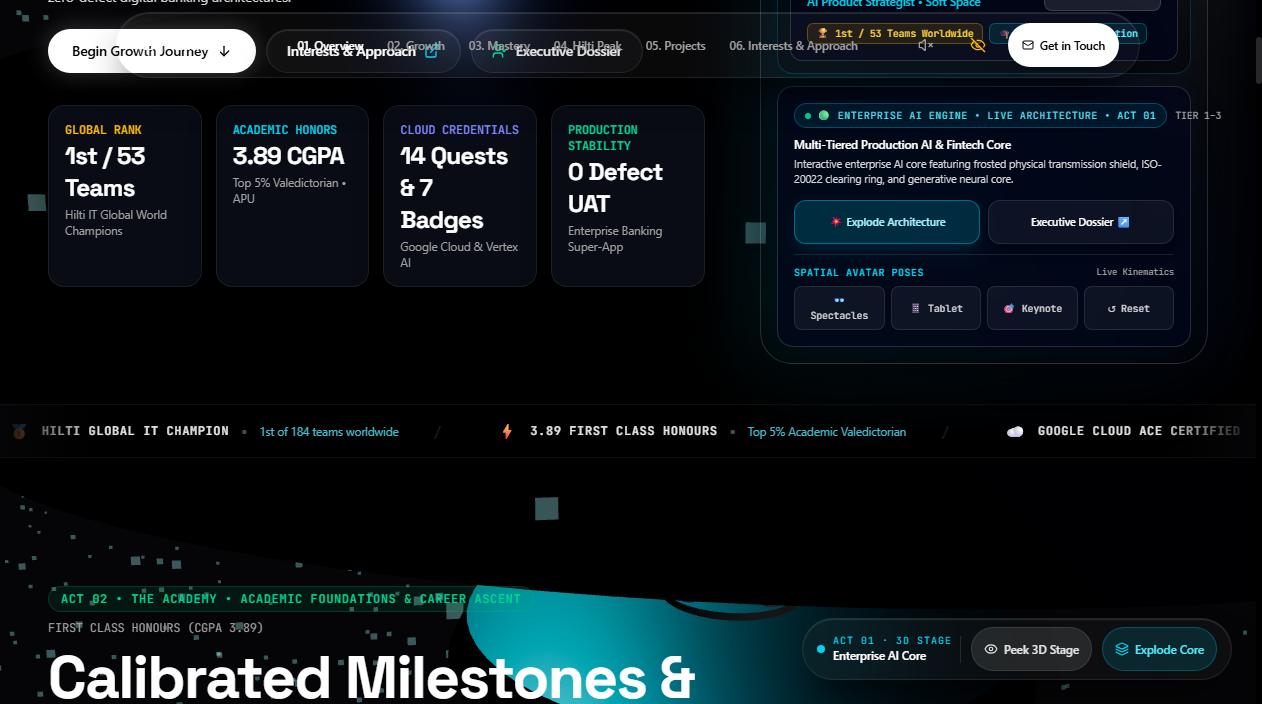 zero-defect digital banking architectures.
AI Product Strategist • Soft Space
Begin Growth Journey
Interests & Approach
Executive Dossier
01. Overview
02. Growth
03. Mastery
04. Hilti Peak
05. Projects
06. Interests & Approach
1st / 53 Teams Worldwide
Get in Touch
GLOBAL RANK
1st / 53
Teams
Hilti IT Global World
Champions
ACADEMIC HONORS
3.89 CGPA
Top 5% Valedictorian •
APU
CLOUD CREDENTIALS
14 Quests
& 7
Badges
Google Cloud & Vertex
AI
PRODUCTION
STABILITY
0 Defect
UAT
Enterprise Banking
Super-App
ENTERPRISE AI ENGINE • LIVE ARCHITECTURE • ACT 01
TIER 1-3
Multi-Tiered Production AI & Fintech Core
Interactive enterprise AI core featuring frosted physical transmission shield, ISO-
20022 clearing ring, and generative neural core.
Explode Architecture
Executive Dossier
SPATIAL AVATAR POSES
Live Kinematics
Spectacles
Tablet
Keynote
↺ Reset
HILTI GLOBAL IT CHAMPION
1st of 184 teams worldwide
/
3.89 FIRST CLASS HONOURS
Top 5% Academic Valedictorian
/
GOOGLE CLOUD ACE CERTIFIED
ACT 02 • THE ACADEMY • ACADEMIC FOUNDATIONS & CAREER ASCENT
FIRST CLASS HONOURS (CGPA 3.89)
Calibrated Milestones &
ACT 01 · 3D STAGE
Enterprise AI Core
Peek 3D Stage
Explode Core